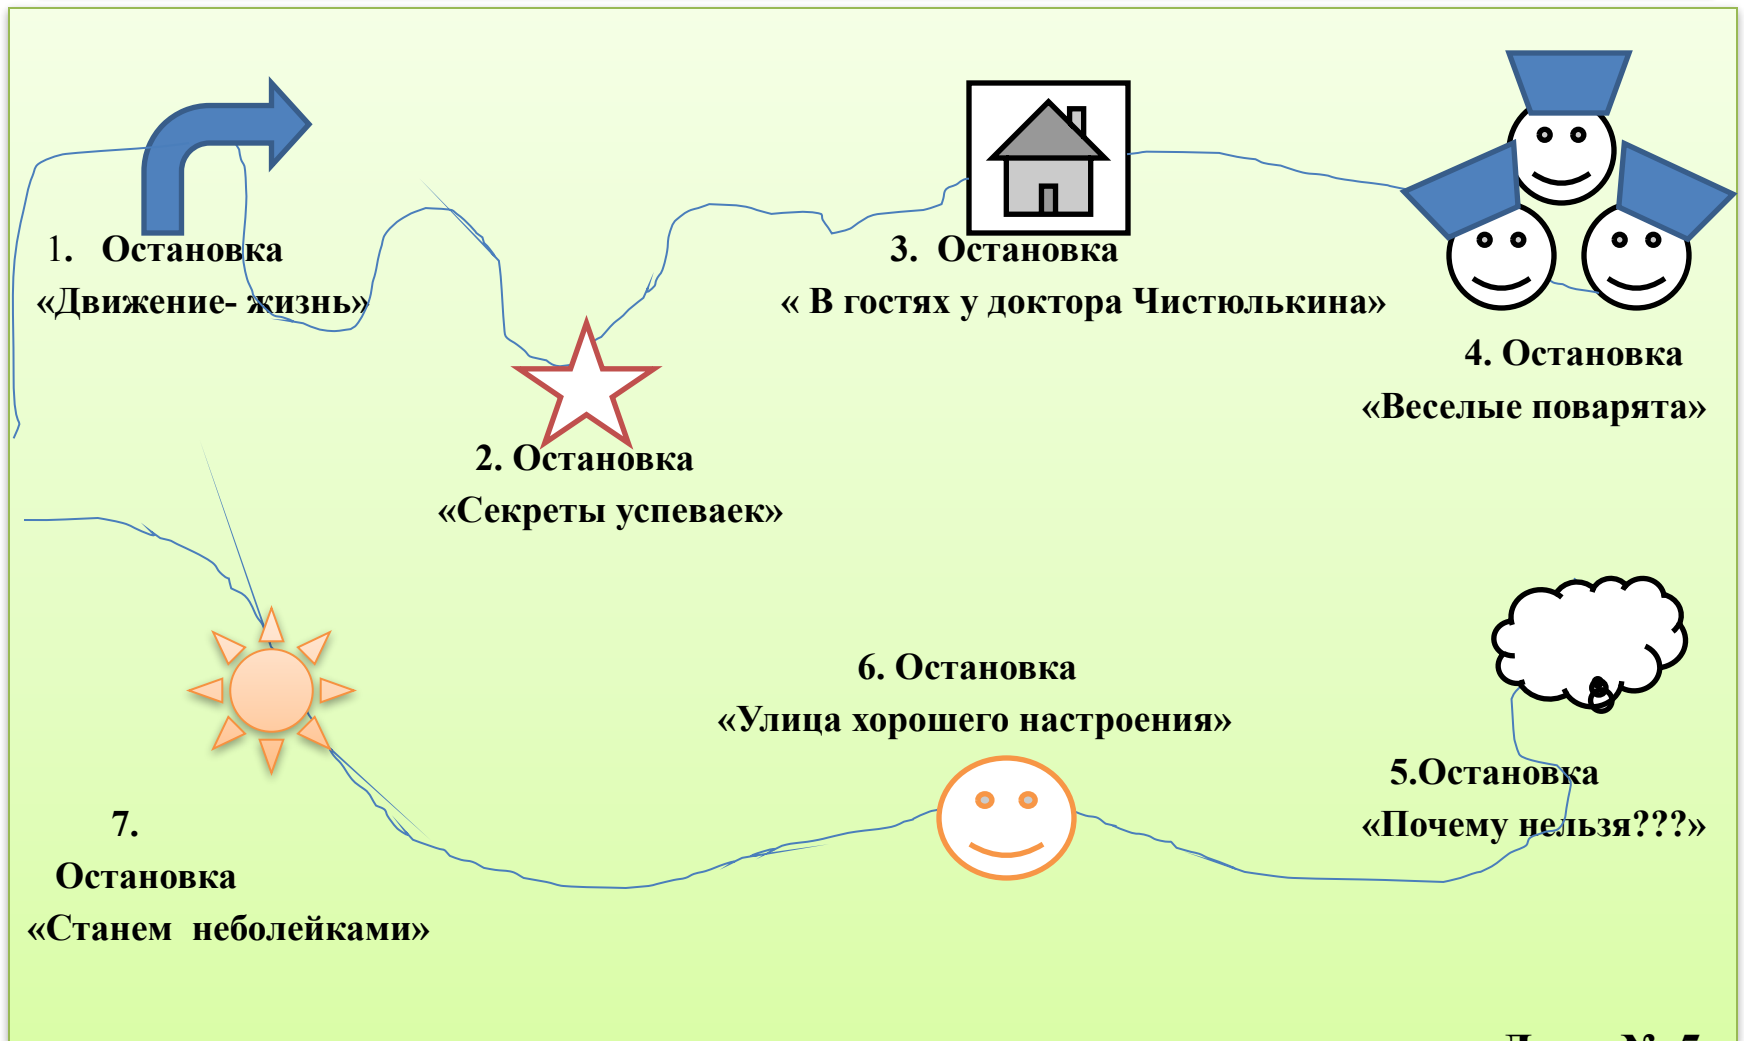 1. Остановка
«Движение- жизнь»
2. Остановка
«Секреты успеваек»
3. Остановка
« В гостях у доктора Чистюлькина»
4. Остановка
«Веселые поварята»
5.Остановка
«Почему нельзя???»
6. Остановка
«Улица хорошего настроения»
7.
Остановка
«Станем неболейками»